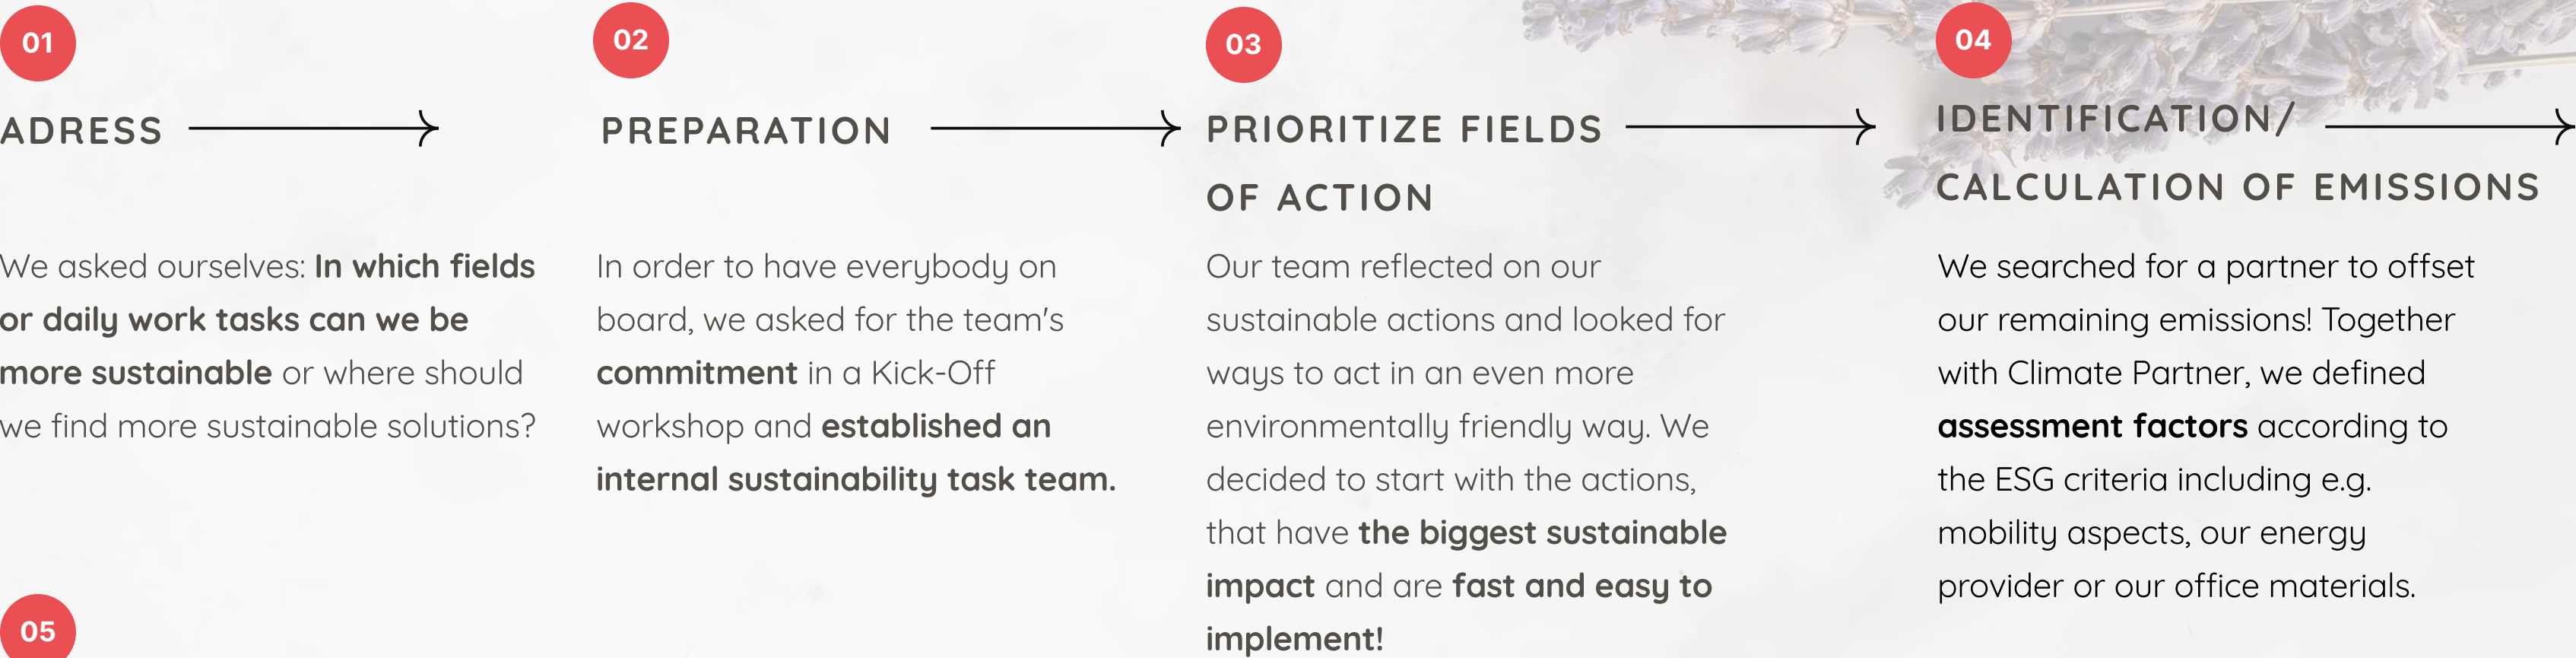 01
ADRESS
We asked ourselves: In which fields
or daily work tasks can we be
more sustainable or where should
we find more sustainable solutions?
02
PREPARATION
In order to have everybody on
board, we asked for the team's
commitment in a Kick-Off
workshop and established an
internal sustainability task team.
03
PRIORITIZE FIELDS
OF ACTION
Our team reflected on our
sustainable actions and looked for
ways to act in an even more
environmentally friendly way. We
decided to start with the actions,
that have the biggest sustainable
impact and are fast and easy to
implement!
04
IDENTIFICATION/
CALCULATION OF EMISSIONS
We searched for a partner to offset
our remaining emissions! Together
with Climate Partner, we defined
assessment factors according to
the ESG criteria including e.g.
mobility aspects, our energy
provider or our office materials.
05